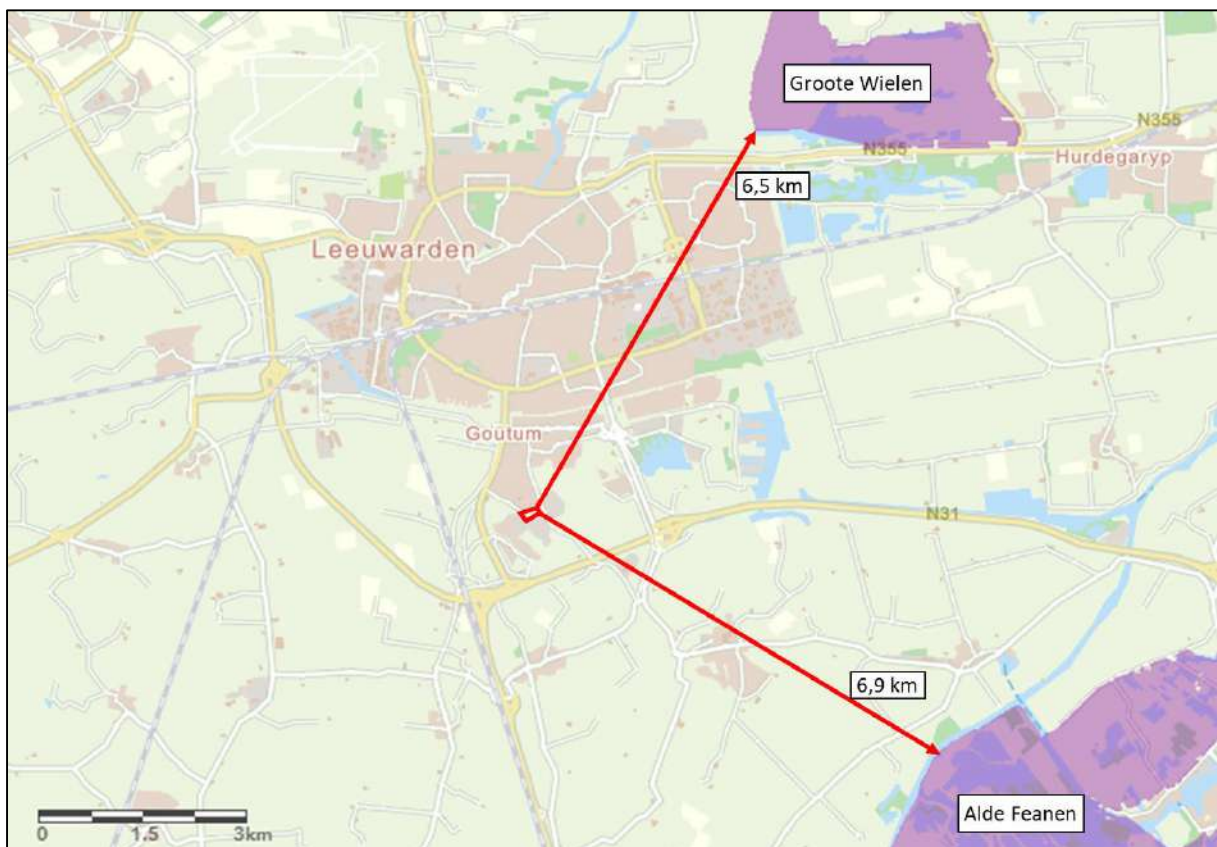 Groote Wielen
N355
N355
Hurdegaryp
6,5 km
Leeuwarden
Goutum
N31
6,9 km
Alde Feanen
0 1.5 3km